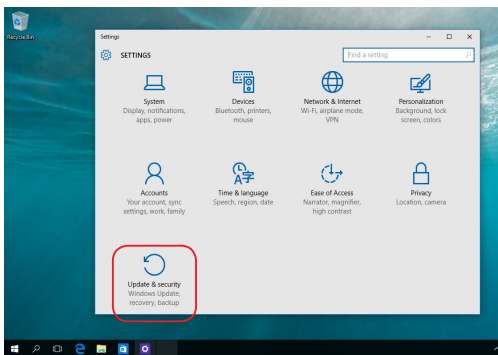 Recycle Bin
Settings
SETTINGS
Find a setting
System
Display, notifications,
apps, power
Devices
Bluetooth, printers,
mouse
Network & Internet
Wi-Fi, airplane mode,
VPN
Personalization
Background, lock
screen, colors
Accounts
Your account, sync
settings, work, family
Time & language
Speech, region, date
Ease of Access
Narrator, magnifier,
high contrast
Privacy
Location, camera
Update & security
Windows Update,
recovery, backup